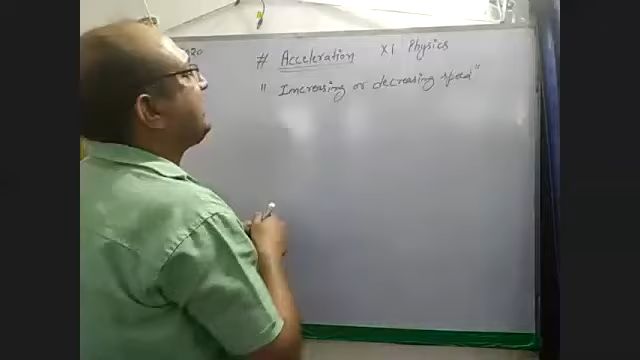 # Acceleration XI Physics
" Increasing or decreasing speed"